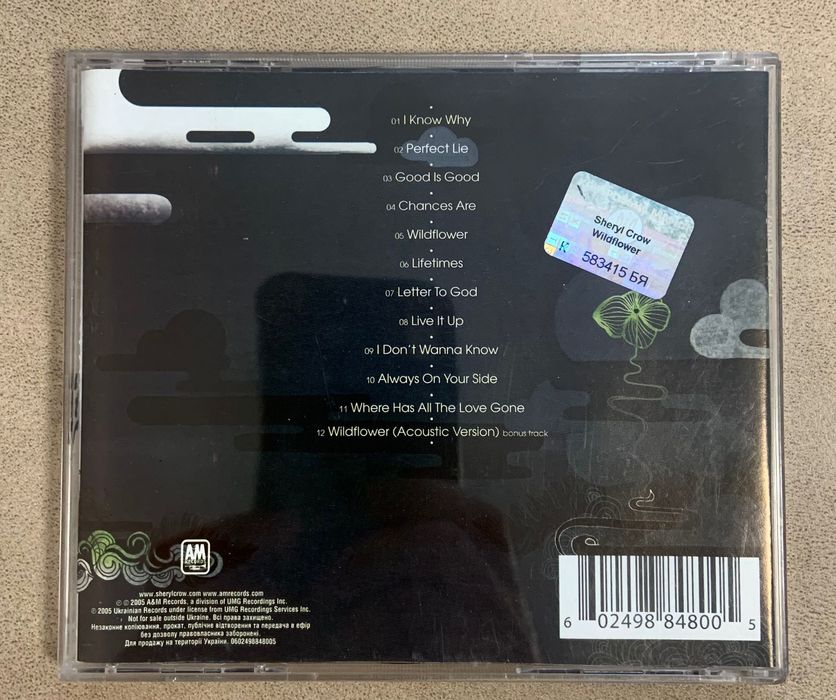 01 I Know Why
02 Perfect Lie
03 Good Is Good
04 Chances Are
05 Wildflower
06 Lifetimes
07 Letter To God
08 Live It Up
09 I Don't Wanna Know
10 Always On Your Side
11 Where Has All The Love Gone
12 Wildflower (Acoustic Version) bonus track
Sheryl Crow
Wildflower
К 583415 БЯ
AM
RECORDS
www.sherylcrow.com www.amrecords.com
℗ © 2005 A&M Records, a division of UMG Recordings Inc.
℗ 2005 Ukrainian Records under license from UMG Recordings Services Inc.
Not for sale outside Ukraine. Всі права захищено.
Незаконне копіювання, прокат, публічне відтворення та передача в ефір
без дозволу правовласника заборонені.
Для продажу на території України. 0602498848005
6 02498 84800 5